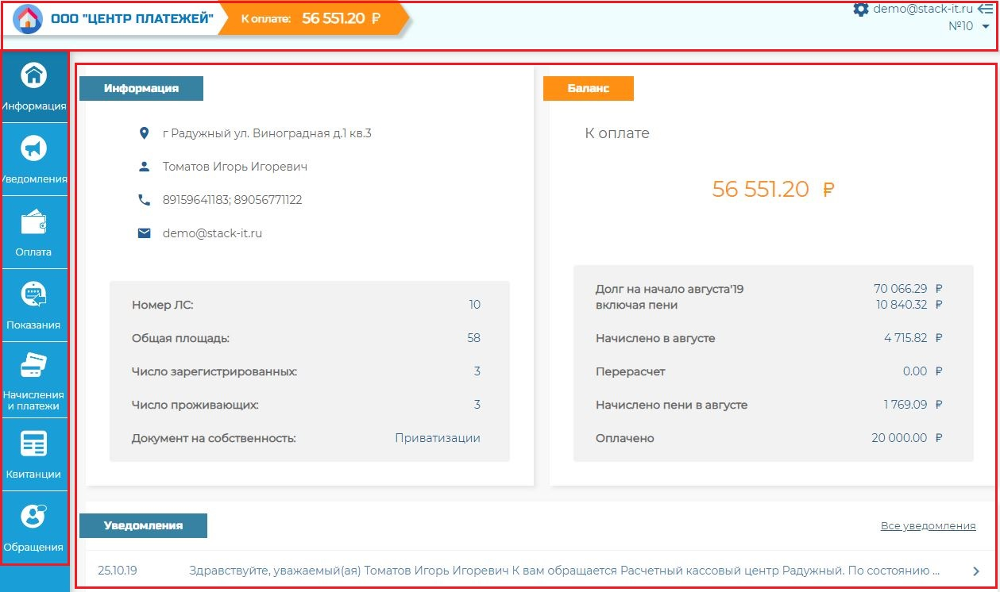 ООО "ЦЕНТР ПЛАТЕЖЕЙ"
К оплате: 56 551.20 ₽
demo@stack-it.ru
№10
Информация
Уведомления
Оплата
Показания
Начисления
и платежи
Квитанции
Обращения
Информация
г Радужный ул. Виноградная д.1 кв.3
Томатов Игорь Игоревич
89159641183; 89056771122
demo@stack-it.ru
Номер ЛС: 10
Общая площадь: 58
Число зарегистрированных: 3
Число проживающих: 3
Документ на собственность: Приватизации
Баланс
К оплате
56 551.20 ₽
Долг на начало августа'19 70 066.29 ₽
включая пени 10 840.32 ₽
Начислено в августе 4 715.82 ₽
Перерасчет 0.00 ₽
Начислено пени в августе 1 769.09 ₽
Оплачено 20 000.00 ₽
Уведомления
Все уведомления
25.10.19 Здравствуйте, уважаемый(ая) Томатов Игорь Игоревич К вам обращается Расчетный кассовый центр Радужный. По состоянию ...